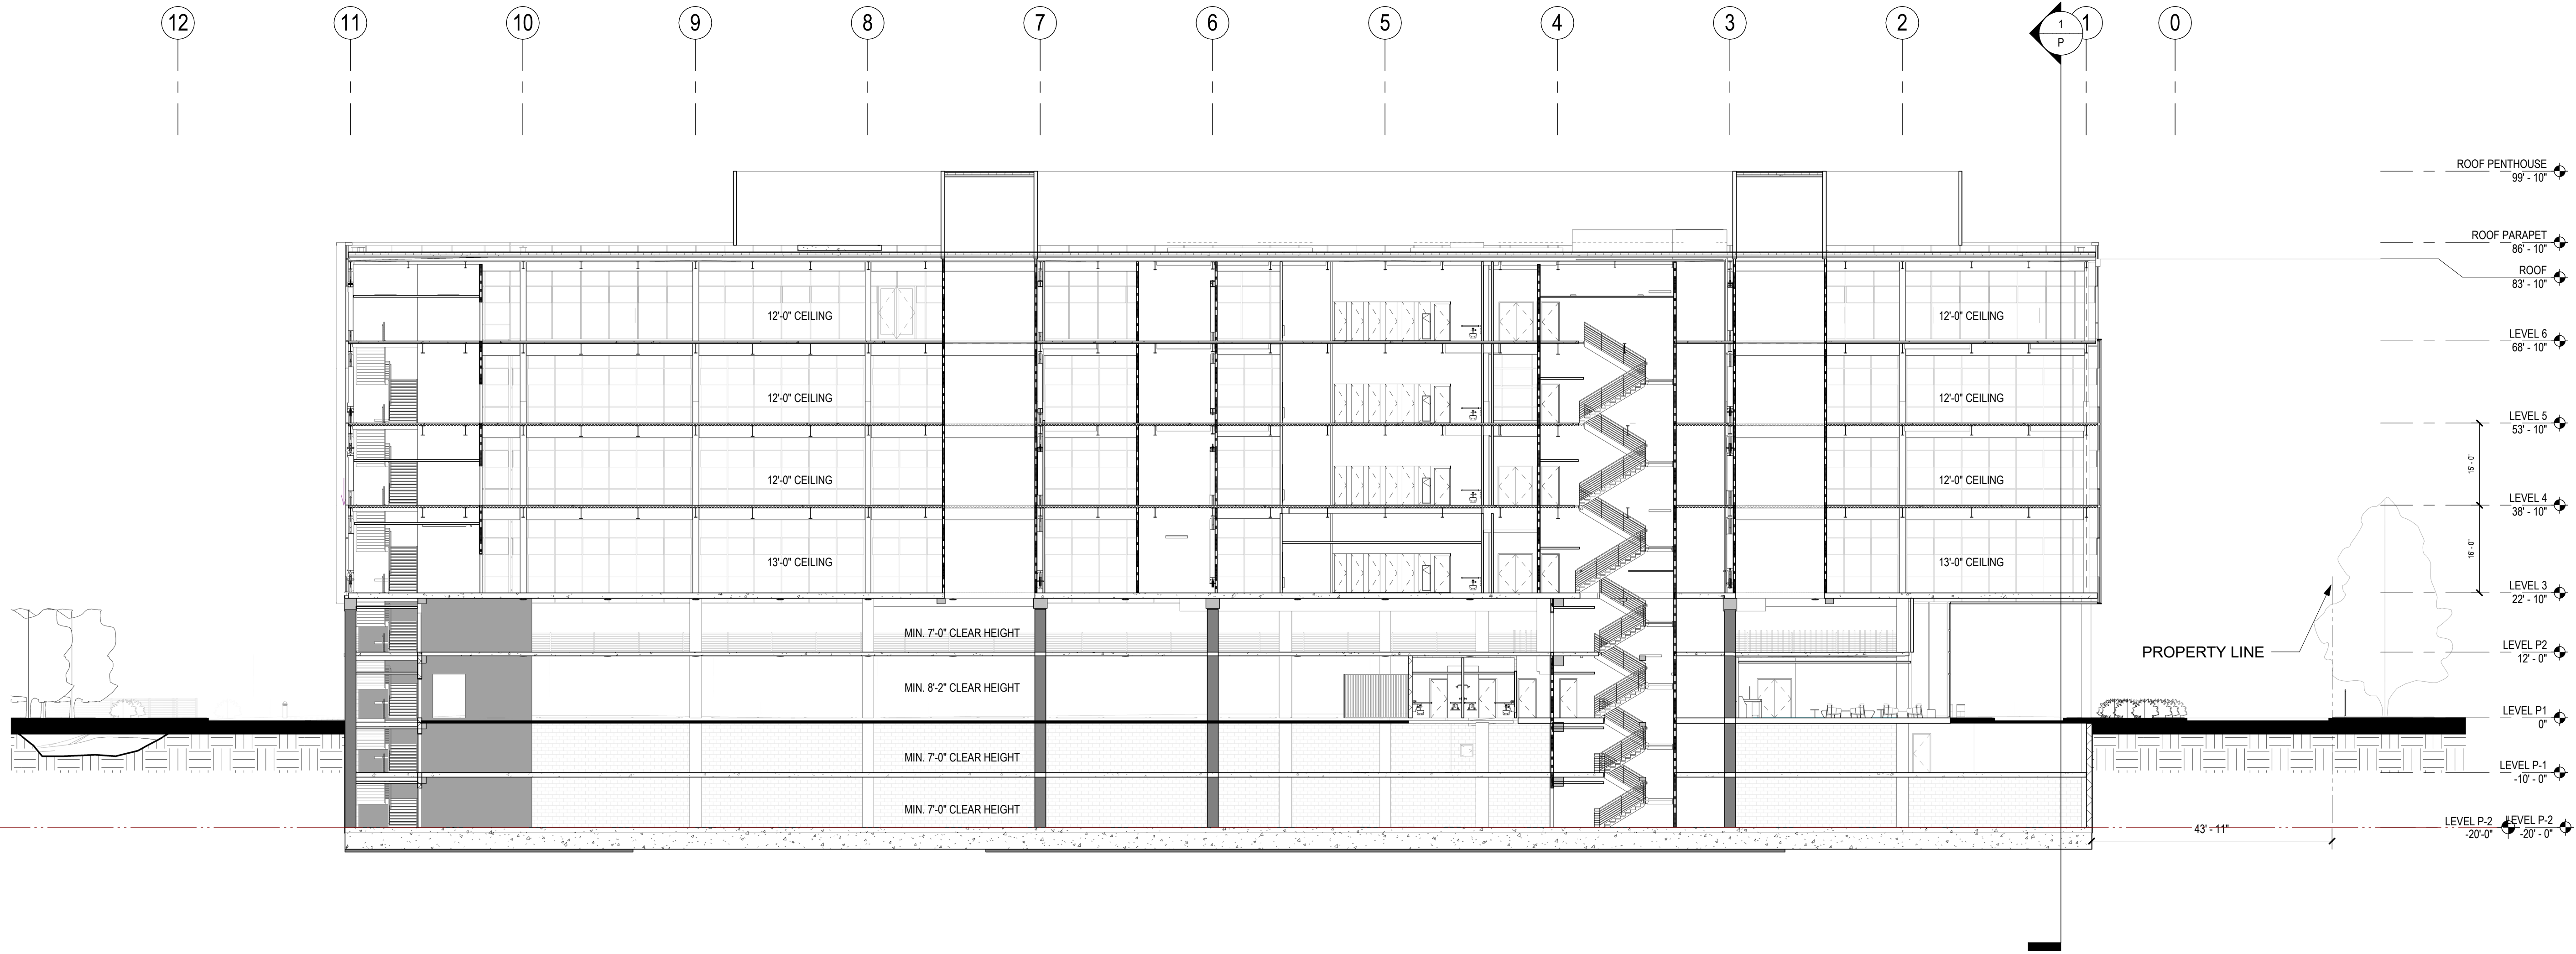 12
11
10
9
8
7
6
5
4
3
2
1
0
1
P
ROOF PENTHOUSE
99' - 10"
ROOF PARAPET
86' - 10"
ROOF
83' - 10"
12'-0" CEILING
12'-0" CEILING
LEVEL 6
68' - 10"
12'-0" CEILING
12'-0" CEILING
LEVEL 5
53' - 10"
15' - 0"
12'-0" CEILING
12'-0" CEILING
LEVEL 4
38' - 10"
16' - 0"
13'-0" CEILING
13'-0" CEILING
LEVEL 3
22' - 10"
MIN. 7'-0" CLEAR HEIGHT
PROPERTY LINE
LEVEL P2
12' - 0"
MIN. 8'-2" CLEAR HEIGHT
LEVEL P1
0"
MIN. 7'-0" CLEAR HEIGHT
LEVEL P-1
-10' - 0"
MIN. 7'-0" CLEAR HEIGHT
43' - 11"
LEVEL P-2
-20'-0"
LEVEL P-2
-20' - 0"